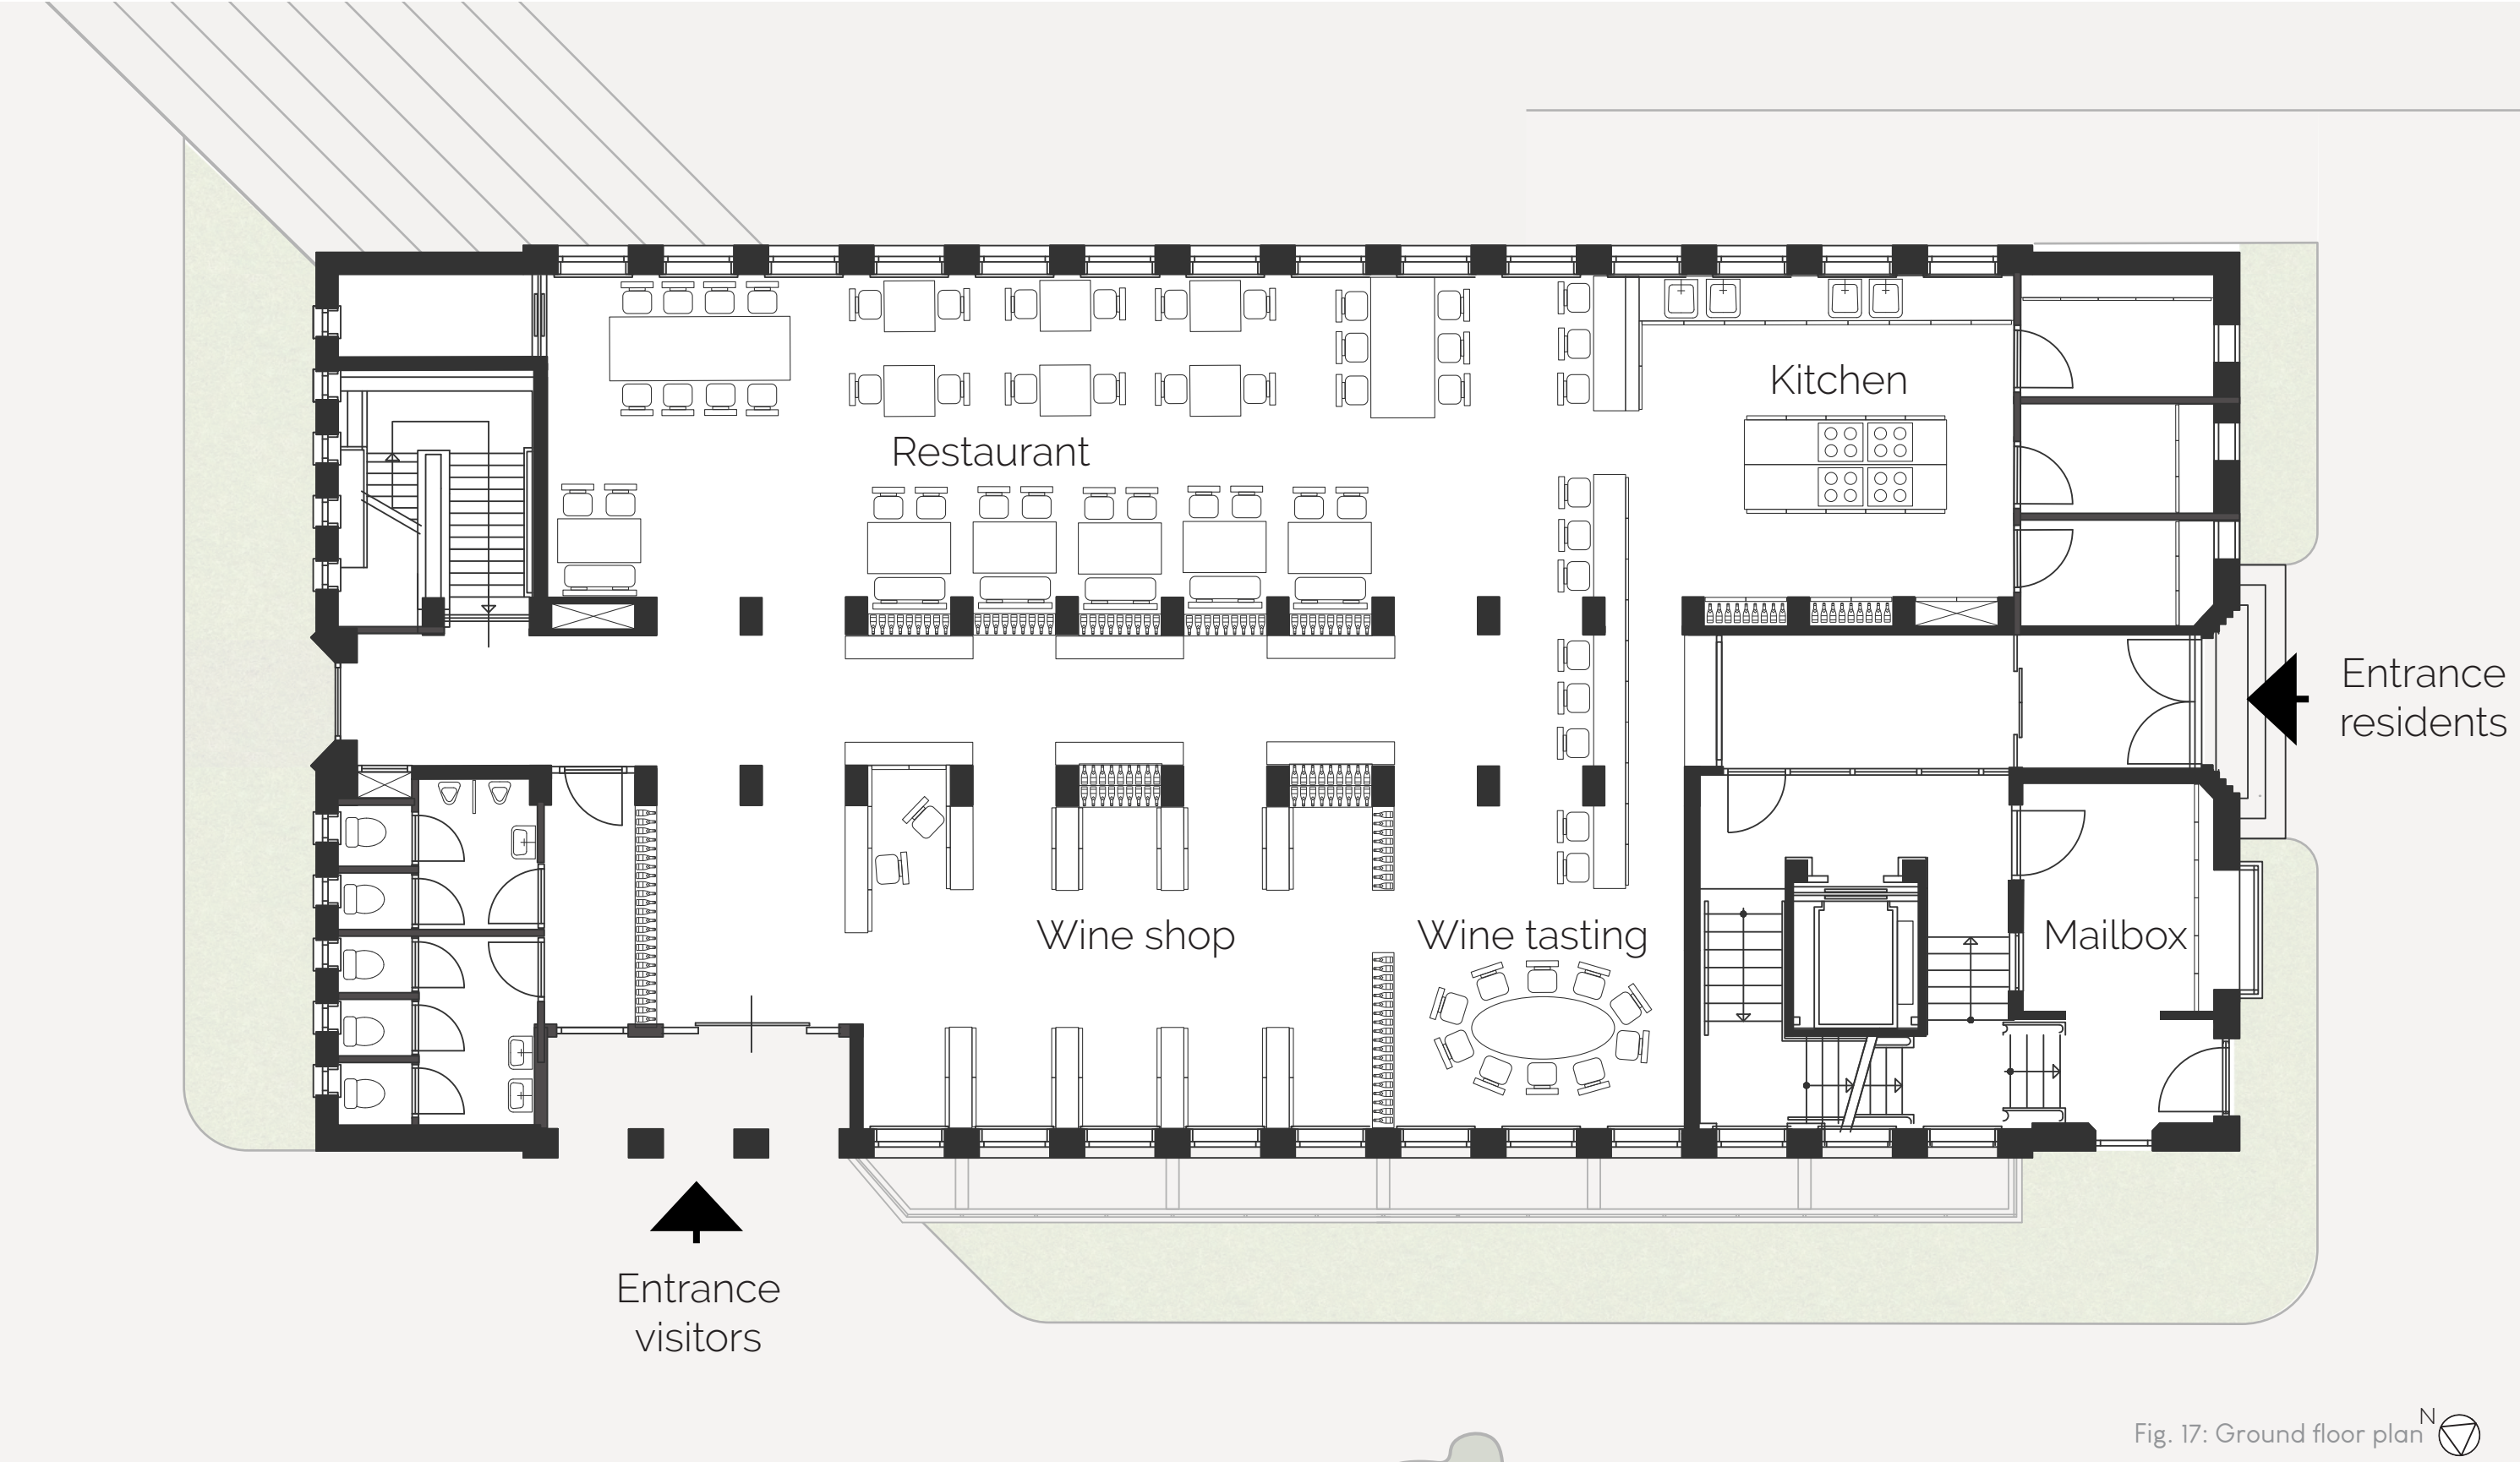 Kitchen
Restaurant
Entrance
residents
Wine shop
Wine tasting
Mailbox
Entrance
visitors
N
Fig. 17: Ground floor plan